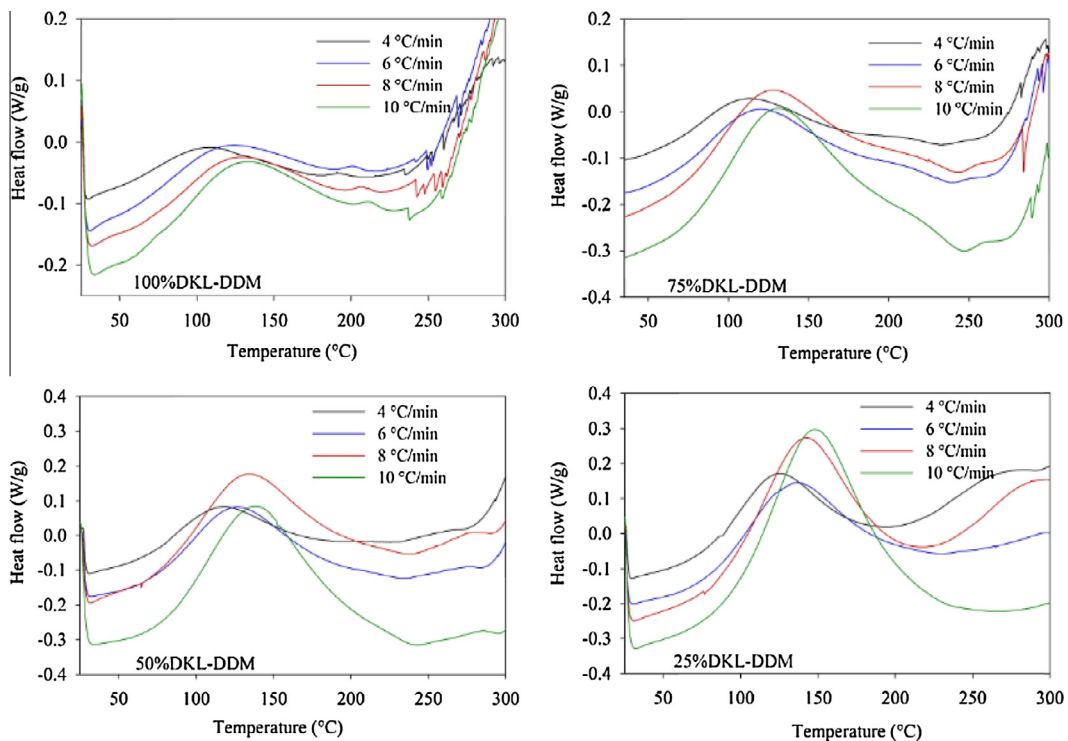 0.2
0.1
0.0
-0.1
-0.2
Heat flow (W/g)
4 °C/min
6 °C/min
8 °C/min
10 °C/min
100%DKL-DDM
50 100 150 200 250 300
Temperature (°C)
0.2
0.1
0.0
-0.1
-0.2
-0.3
-0.4
Heat flow (W/g)
4 °C/min
6 °C/min
8 °C/min
10 °C/min
75%DKL-DDM
50 100 150 200 250 300
Temperature (°C)
0.4
0.3
0.2
0.1
0.0
-0.1
-0.2
-0.3
-0.4
Heat flow (W/g)
4 °C/min
6 °C/min
8 °C/min
10 °C/min
50%DKL-DDM
50 100 150 200 250 300
Temperature (°C)
0.4
0.3
0.2
0.1
0.0
-0.1
-0.2
-0.3
-0.4
Heat flow (W/g)
4 °C/min
6 °C/min
8 °C/min
10 °C/min
25%DKL-DDM
50 100 150 200 250 300
Temperature (°C)